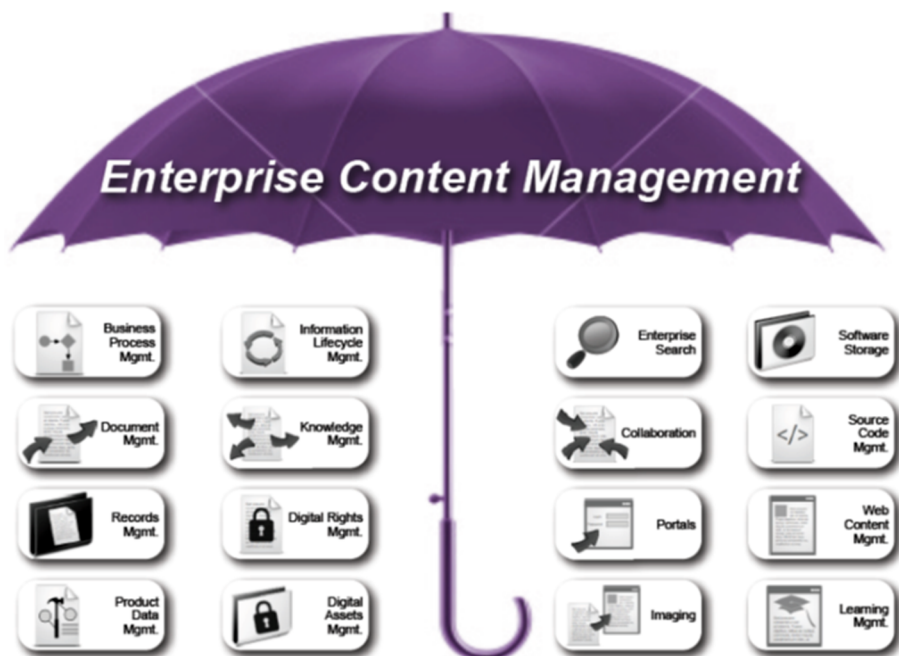 Enterprise Content Management
Business
Process
Mgmt.
Information
Lifecycle
Mgmt.
Enterprise
Search
Software
Storage
Document
Mgmt.
Knowledge
Mgmt.
Collaboration
Source
Code
Mgmt.
</>
Records
Mgmt.
Digital Rights
Mgmt.
Portals
Web
Content
Mgmt.
Product
Data
Mgmt.
Digital
Assets
Mgmt.
Imaging
Learning
Mgmt.